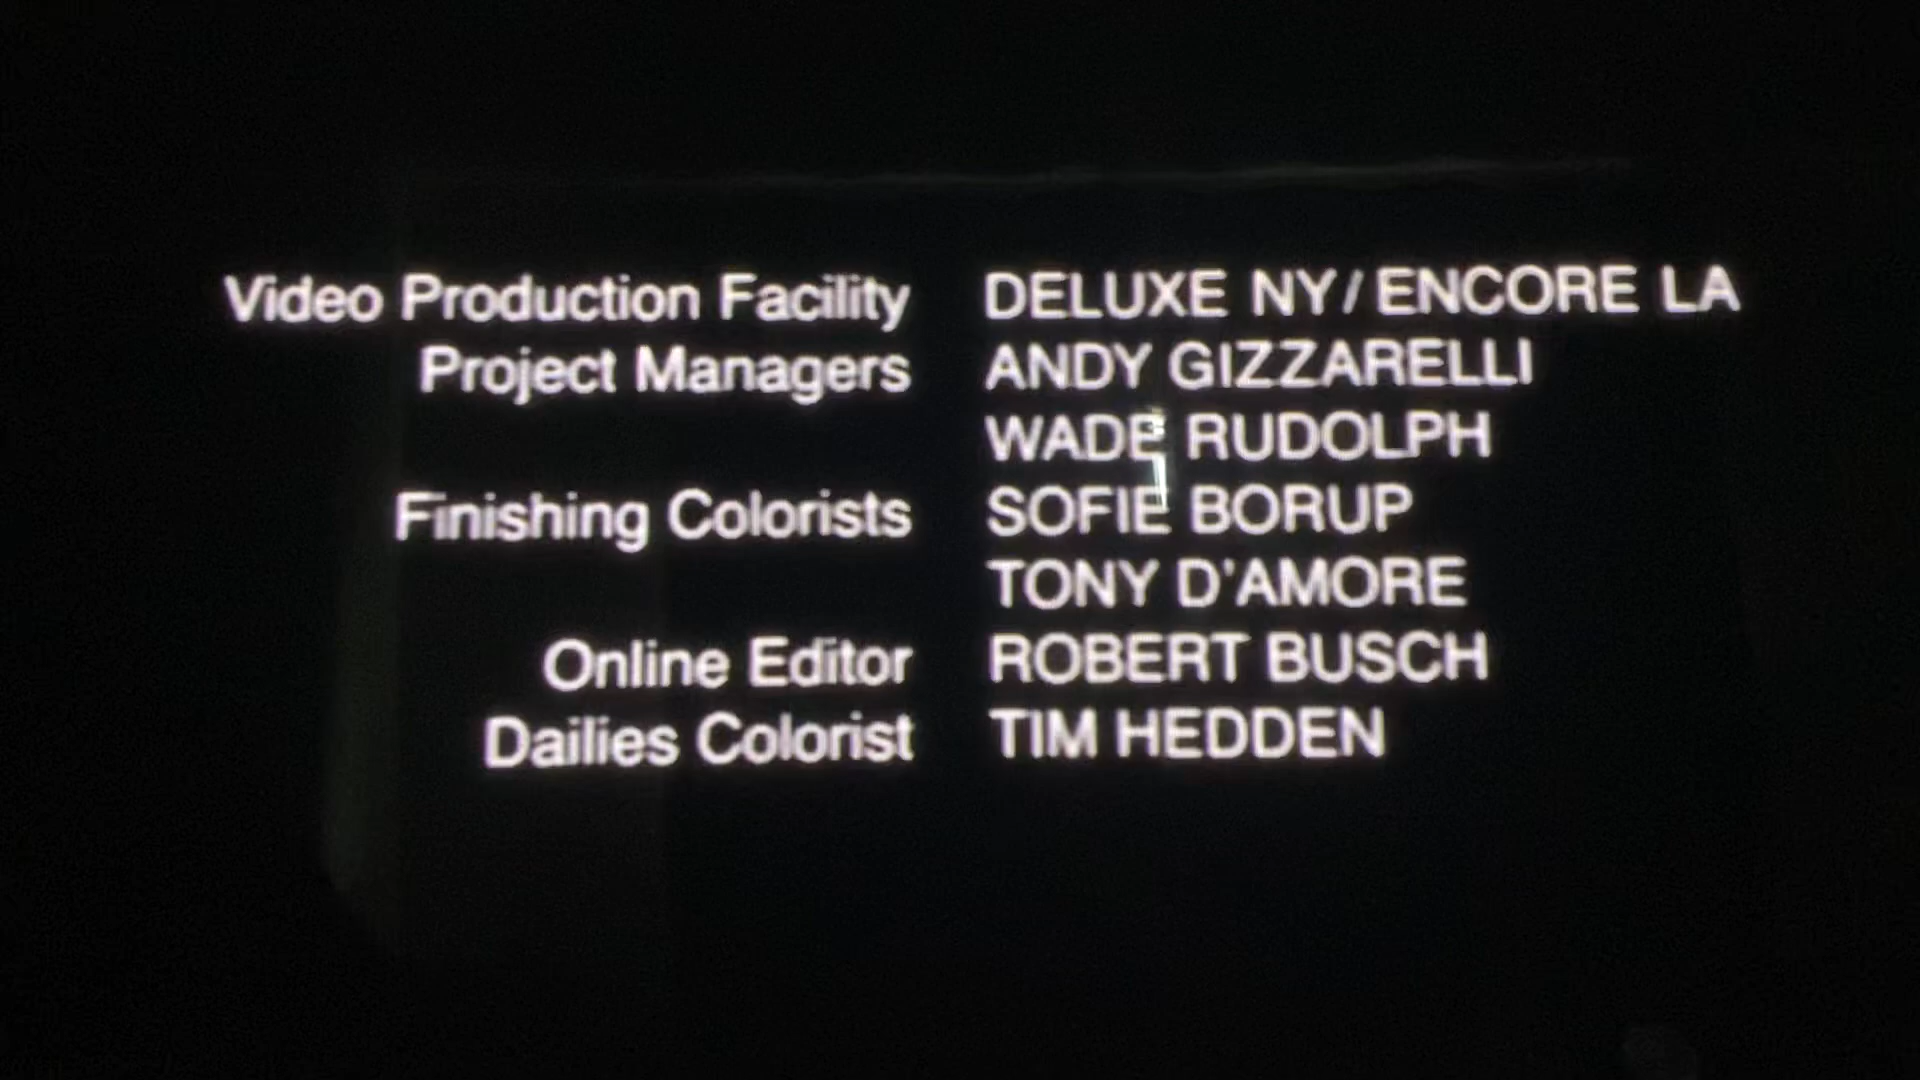 Video Production Facility DELUXE NY / ENCORE LA
Project Managers ANDY GIZZARELLI
WADE RUDOLPH
Finishing Colorists SOFIE BORUP
TONY D'AMORE
Online Editor ROBERT BUSCH
Dailies Colorist TIM HEDDEN